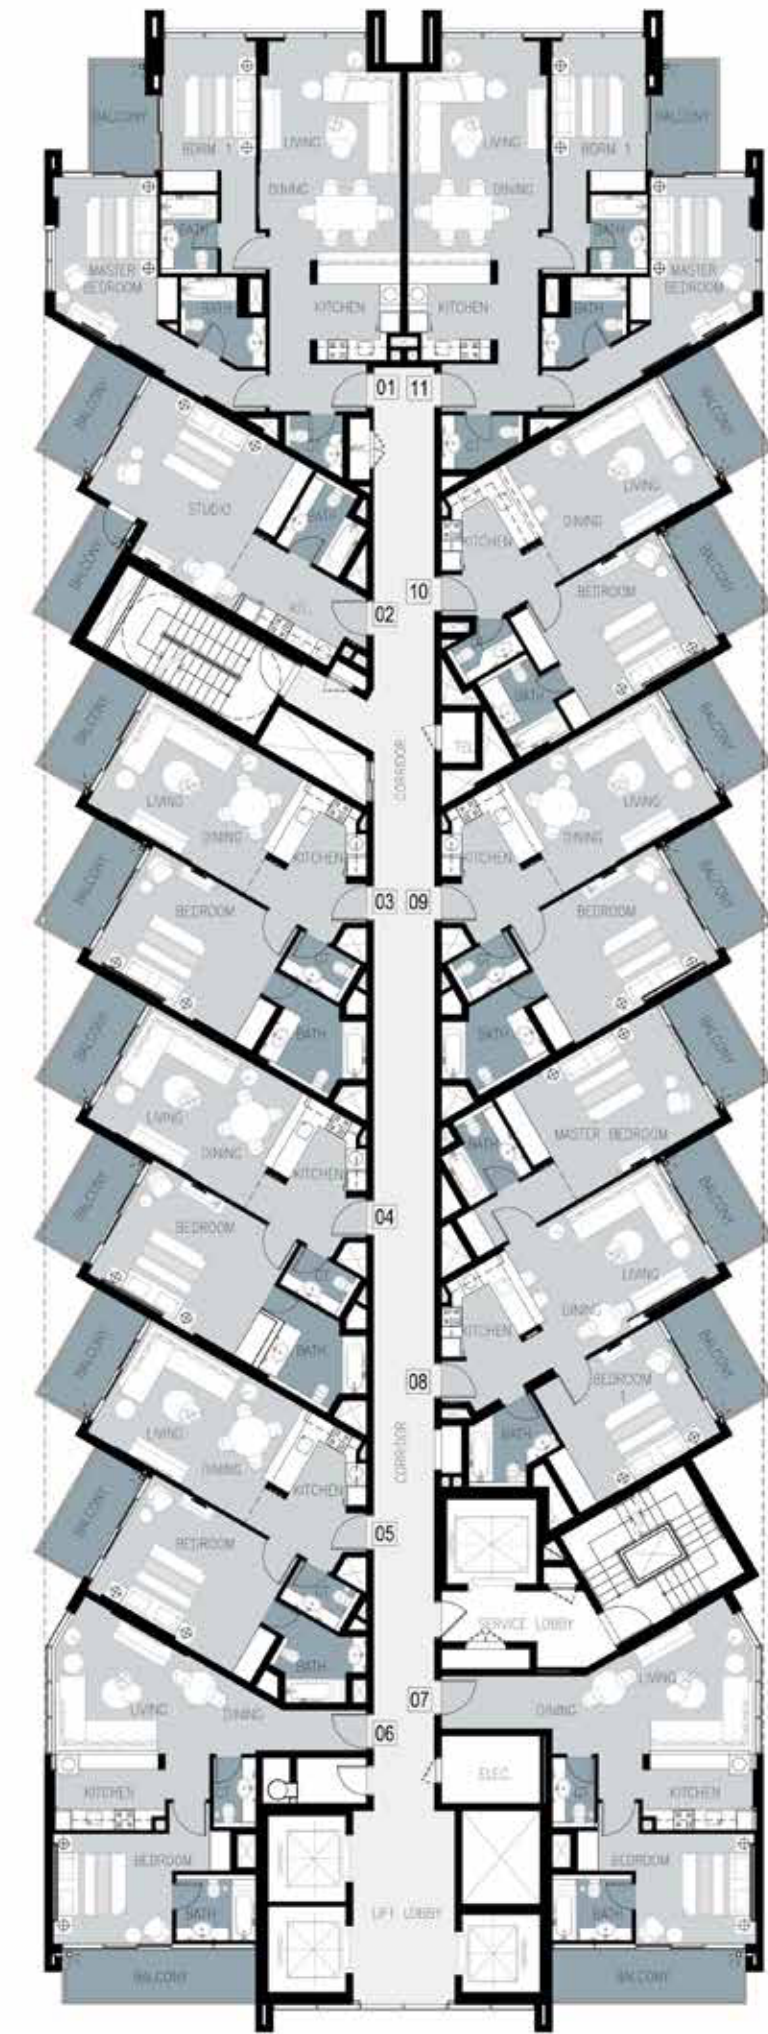 BALCONY
BDRM 1
LIVING
DINING
LIVING
DINING
BDRM 1
BALCONY
BATH
MASTER
BEDROOM
BATH
KITCHEN
KITCHEN
BATH
BATH
MASTER
BEDROOM
01
11
BALCONY
BALCONY
STUDIO
BATH
LIVING
DINING
KITCHEN
BALCONY
KIT.
02
10
BEDROOM
BALCONY
BATH
TEL
CORRIDOR
BALCONY
LIVING
DINING
KITCHEN
BALCONY
LIVING
DINING
KITCHEN
BALCONY
BEDROOM
03
09
BEDROOM
BALCONY
BATH
BATH
BALCONY
LIVING
DINING
KITCHEN
BALCONY
MASTER BEDROOM
BATH
BALCONY
BEDROOM
04
BALCONY
LIVING
DINING
KITCHEN
BATH
BALCONY
LIVING
DINING
KITCHEN
08
BEDROOM
1
BALCONY
BATH
CORRIDOR
BALCONY
BEDROOM
05
BATH
SERVICE LOBBY
LIVING
DINING
06
07
LIVING
DINING
KITCHEN
ELEC
KITCHEN
BEDROOM
BATH
BEDROOM
BATH
LIFT LOBBY
BALCONY
BALCONY